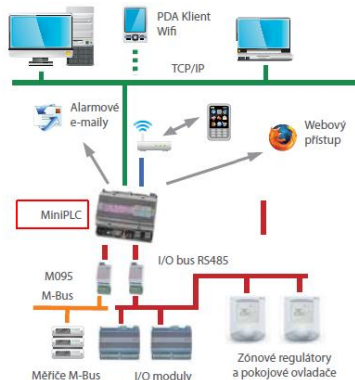 PDA Klient
Wifi
TCP/IP
Alarmové
e-maily
Webový
přístup
MiniPLC
I/O bus RS485
M095
M-Bus
Měřiče M-Bus
I/O moduly
Zónové regulátory
a pokojové ovladače